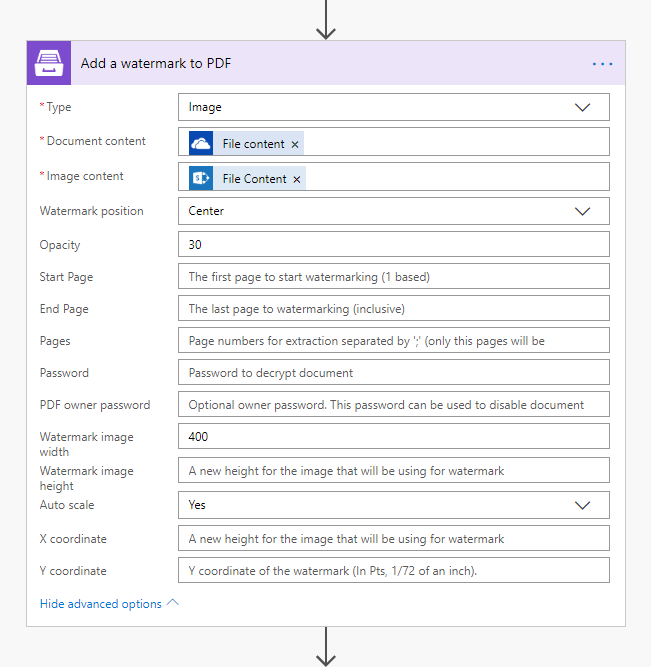 Add a watermark to PDF
* Type
Image
* Document content
File content ×
* Image content
File Content ×
Watermark position
Center
Opacity
30
Start Page
The first page to start watermarking (1 based)
End Page
The last page to watermarking (inclusive)
Pages
Page numbers for extraction separated by ';' (only this pages will be
Password
Password to decrypt document
PDF owner password
Optional owner password. This password can be used to disable document
Watermark image
width
400
Watermark image
height
A new height for the image that will be using for watermark
Auto scale
Yes
X coordinate
A new height for the image that will be using for watermark
Y coordinate
Y coordinate of the watermark (In Pts, 1/72 of an inch).
Hide advanced options